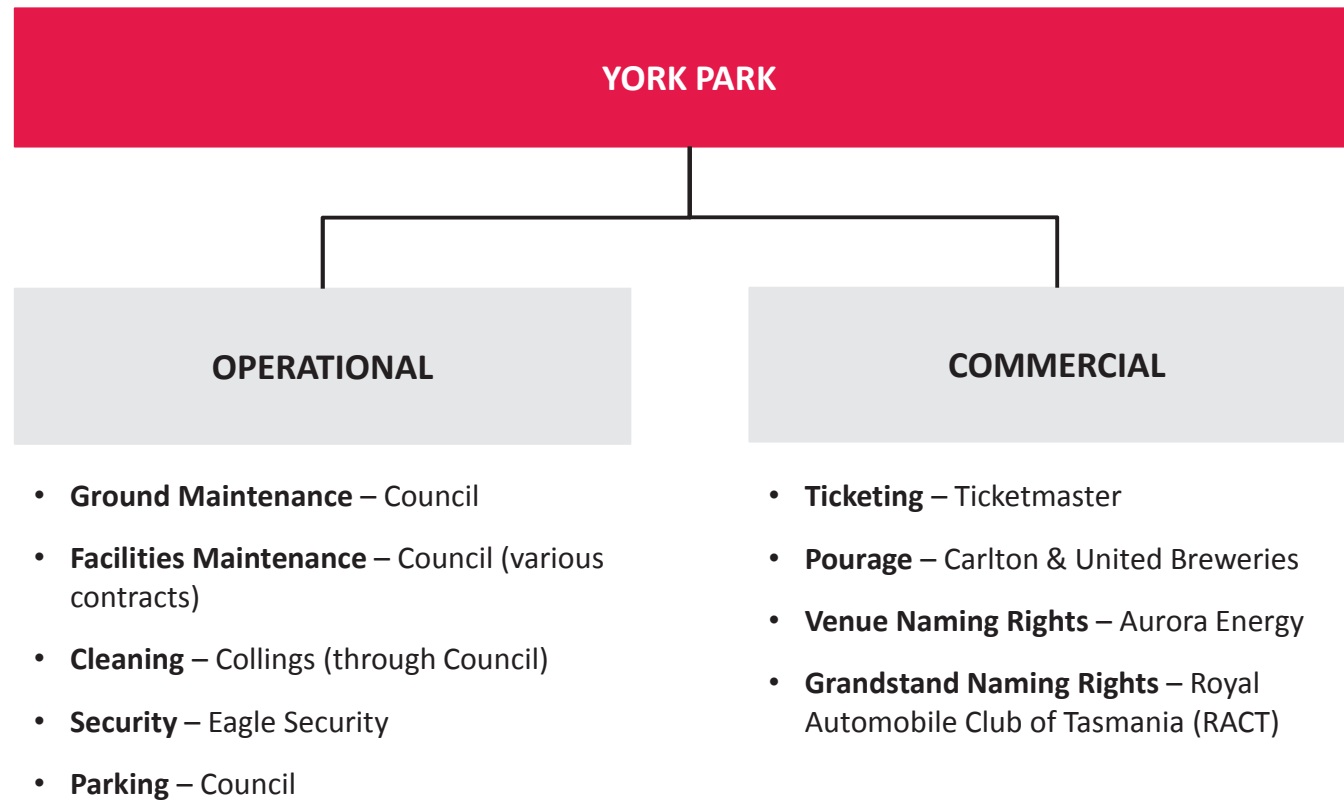 YORK PARK
OPERATIONAL
• Ground Maintenance – Council
• Facilities Maintenance – Council (various
contracts)
• Cleaning – Collings (through Council)
• Security – Eagle Security
• Parking – Council
COMMERCIAL
• Ticketing – Ticketmaster
• Pourage – Carlton & United Breweries
• Venue Naming Rights – Aurora Energy
• Grandstand Naming Rights – Royal
Automobile Club of Tasmania (RACT)